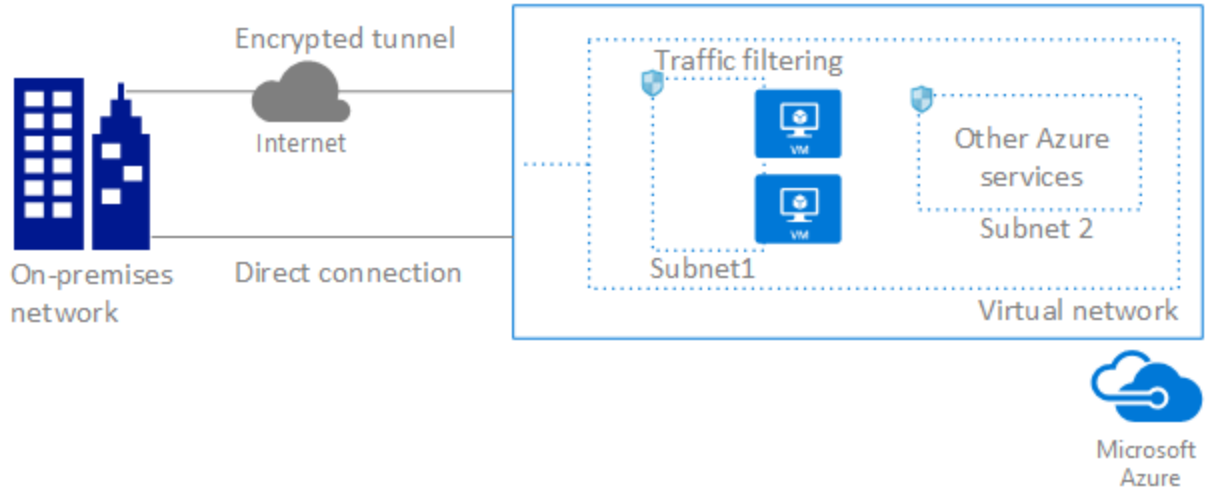 Encrypted tunnel
Internet
On-premises
network
Direct connection
Traffic filtering
VM
VM
Subnet1
Other Azure
services
Subnet 2
Virtual network
Microsoft
Azure